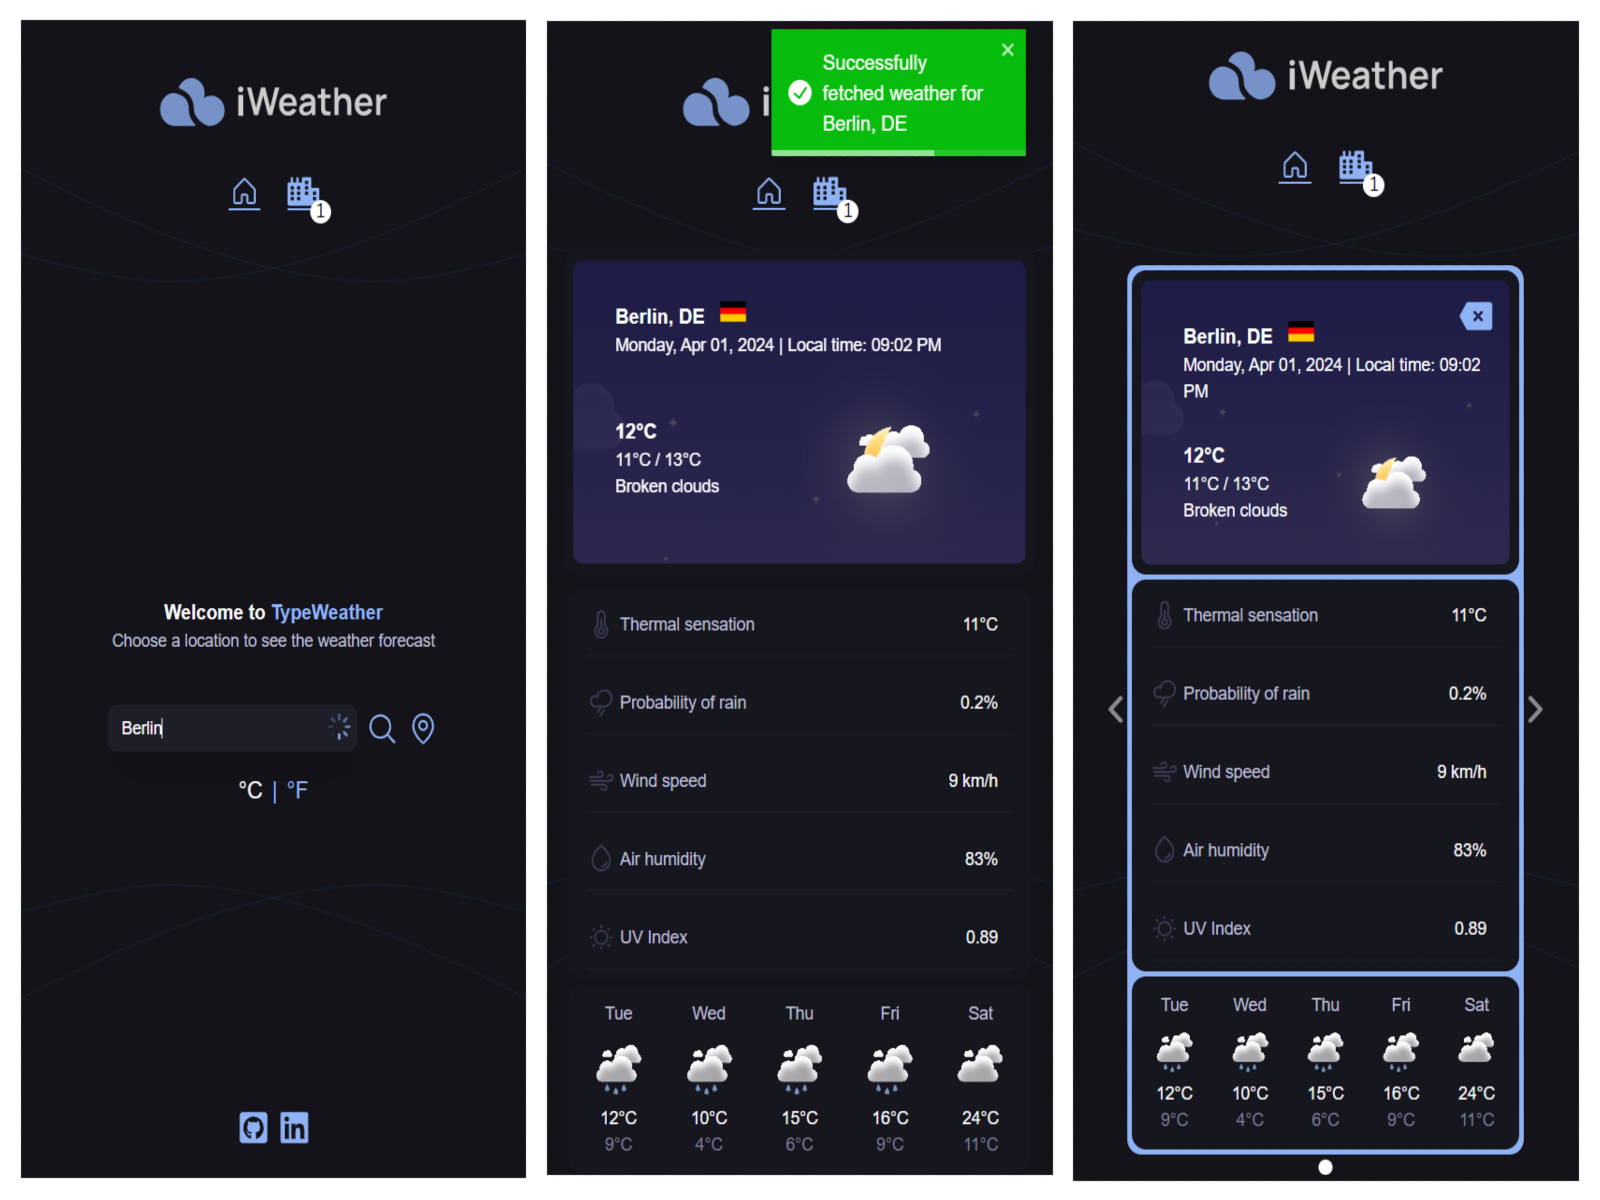 iWeather
1
Welcome to TypeWeather
Choose a location to see the weather forecast
Berlin
°C | °F
in
i
Successfully
fetched weather for
Berlin, DE
1
Berlin, DE
Monday, Apr 01, 2024 | Local time: 09:02 PM
12°C
11°C / 13°C
Broken clouds
Thermal sensation 11°C
Probability of rain 0.2%
Wind speed 9 km/h
Air humidity 83%
UV Index 0.89
Tue Wed Thu Fri Sat
12°C 10°C 15°C 16°C 24°C
9°C 4°C 6°C 9°C 11°C
iWeather
1
Berlin, DE
Monday, Apr 01, 2024 | Local time: 09:02
PM
12°C
11°C / 13°C
Broken clouds
Thermal sensation 11°C
Probability of rain 0.2%
Wind speed 9 km/h
Air humidity 83%
UV Index 0.89
Tue Wed Thu Fri Sat
12°C 10°C 15°C 16°C 24°C
9°C 4°C 6°C 9°C 11°C